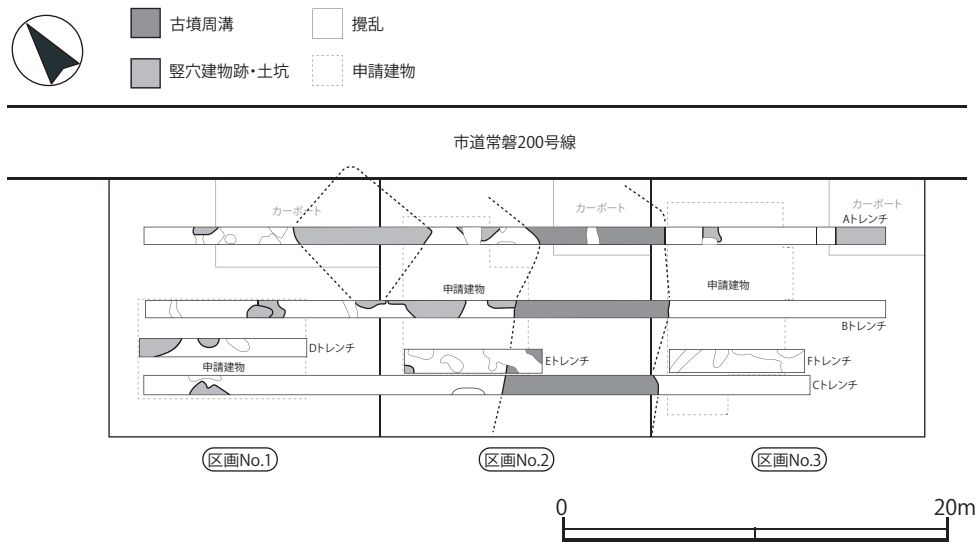 古墳周溝
攪乱
竪穴建物跡・土坑
申請建物
市道常磐200号線
カーポート
カーポート
カーポート
Aトレンチ
申請建物
申請建物
Bトレンチ
Dトレンチ
申請建物
Eトレンチ
Fトレンチ
Cトレンチ
区画No.1
区画No.2
区画No.3
0
20m